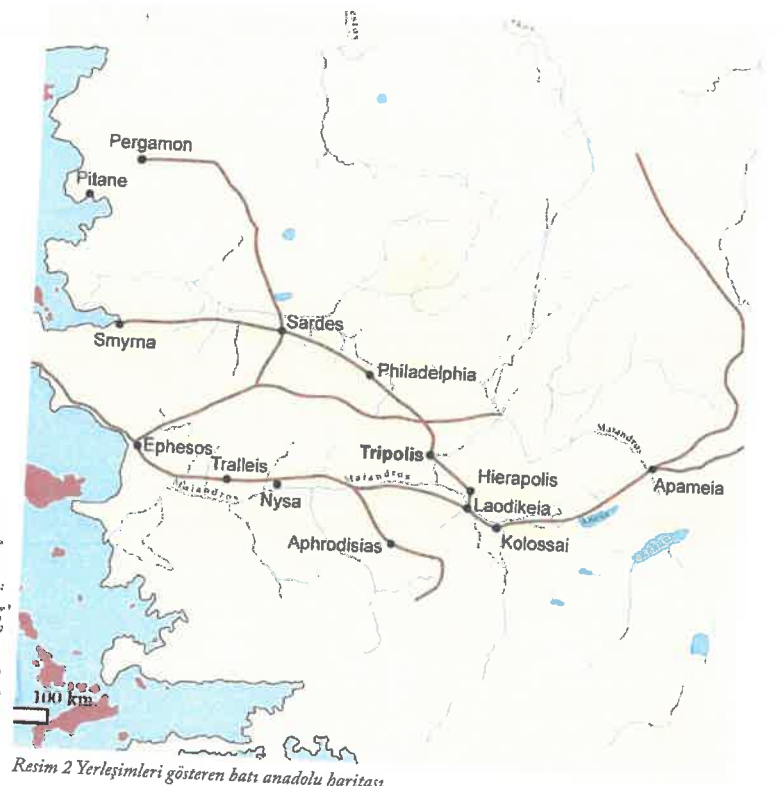 Pergamon
Pitane
Smyrna
Sardes
Philadelphia
Ephesos
Tralleis
Maiandros
Nysa
Maiandros
Tripolis
Hierapolis
Laodikeia
Kolossai
Maiandros
Apameia
Aphrodisias
100 km.
Resim 2 Yerleşimleri gösteren batı anadolu haritası